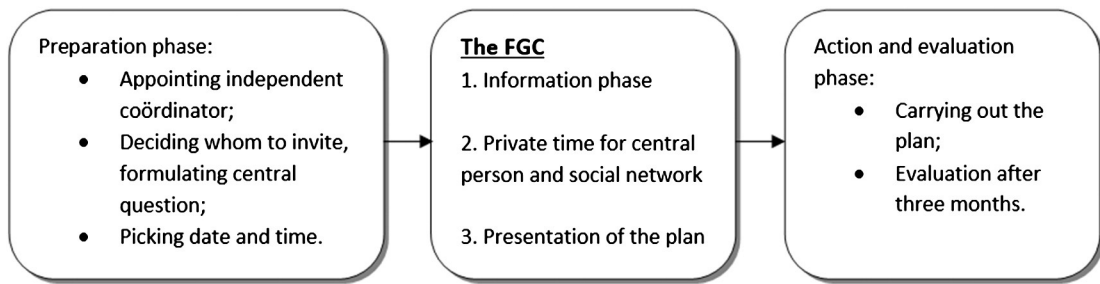 Preparation phase:
• Appointing independent
coördinator;
• Deciding whom to invite,
formulating central
question;
• Picking date and time.
The FGC
1. Information phase
2. Private time for central
person and social network
3. Presentation of the plan
Action and evaluation
phase:
• Carrying out the
plan;
• Evaluation after
three months.